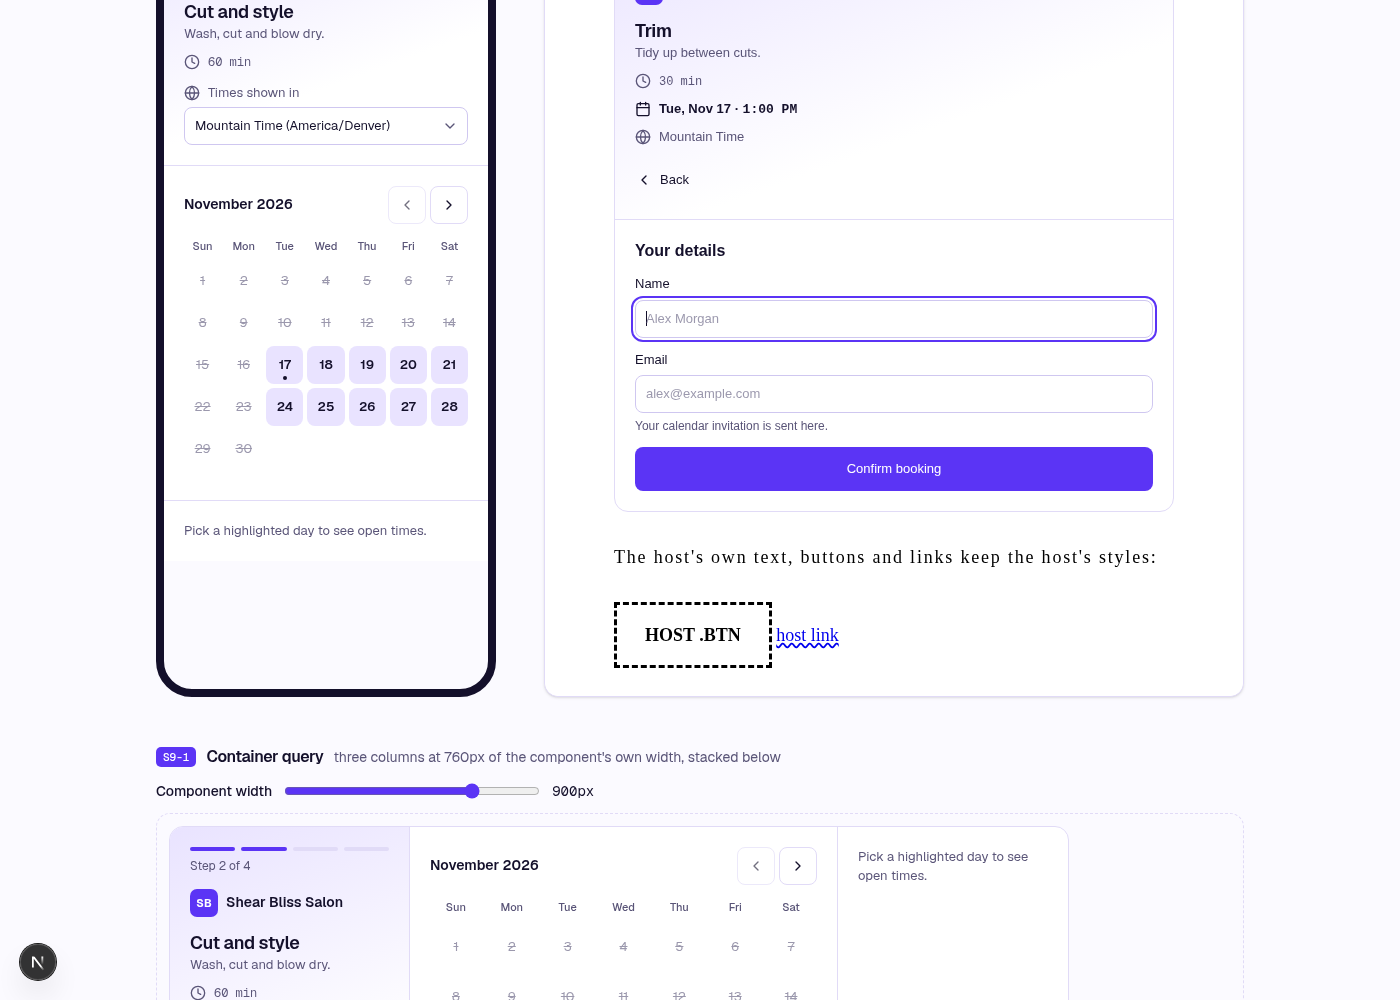 Cut and style
Wash, cut and blow dry.
60 min
Times shown in
Mountain Time (America/Denver)
November 2026
Sun Mon Tue Wed Thu Fri Sat
1 2 3 4 5 6 7
8 9 10 11 12 13 14
15 16 17 18 19 20 21
22 23 24 25 26 27 28
29 30
Pick a highlighted day to see open times.
Trim
Tidy up between cuts.
30 min
Tue, Nov 17 · 1:00 PM
Mountain Time
Back
Your details
Name
Alex Morgan
Email
alex@example.com
Your calendar invitation is sent here.
Confirm booking
The host's own text, buttons and links keep the host's styles:
HOST .BTN host link
S9-1 Container query three columns at 760px of the component's own width, stacked below
Component width 900px
Step 2 of 4
SB Shear Bliss Salon
Cut and style
Wash, cut and blow dry.
60 min
November 2026
Sun Mon Tue Wed Thu Fri Sat
1 2 3 4 5 6 7
8 9 10 11 12 13 14
Pick a highlighted day to see
open times.
N